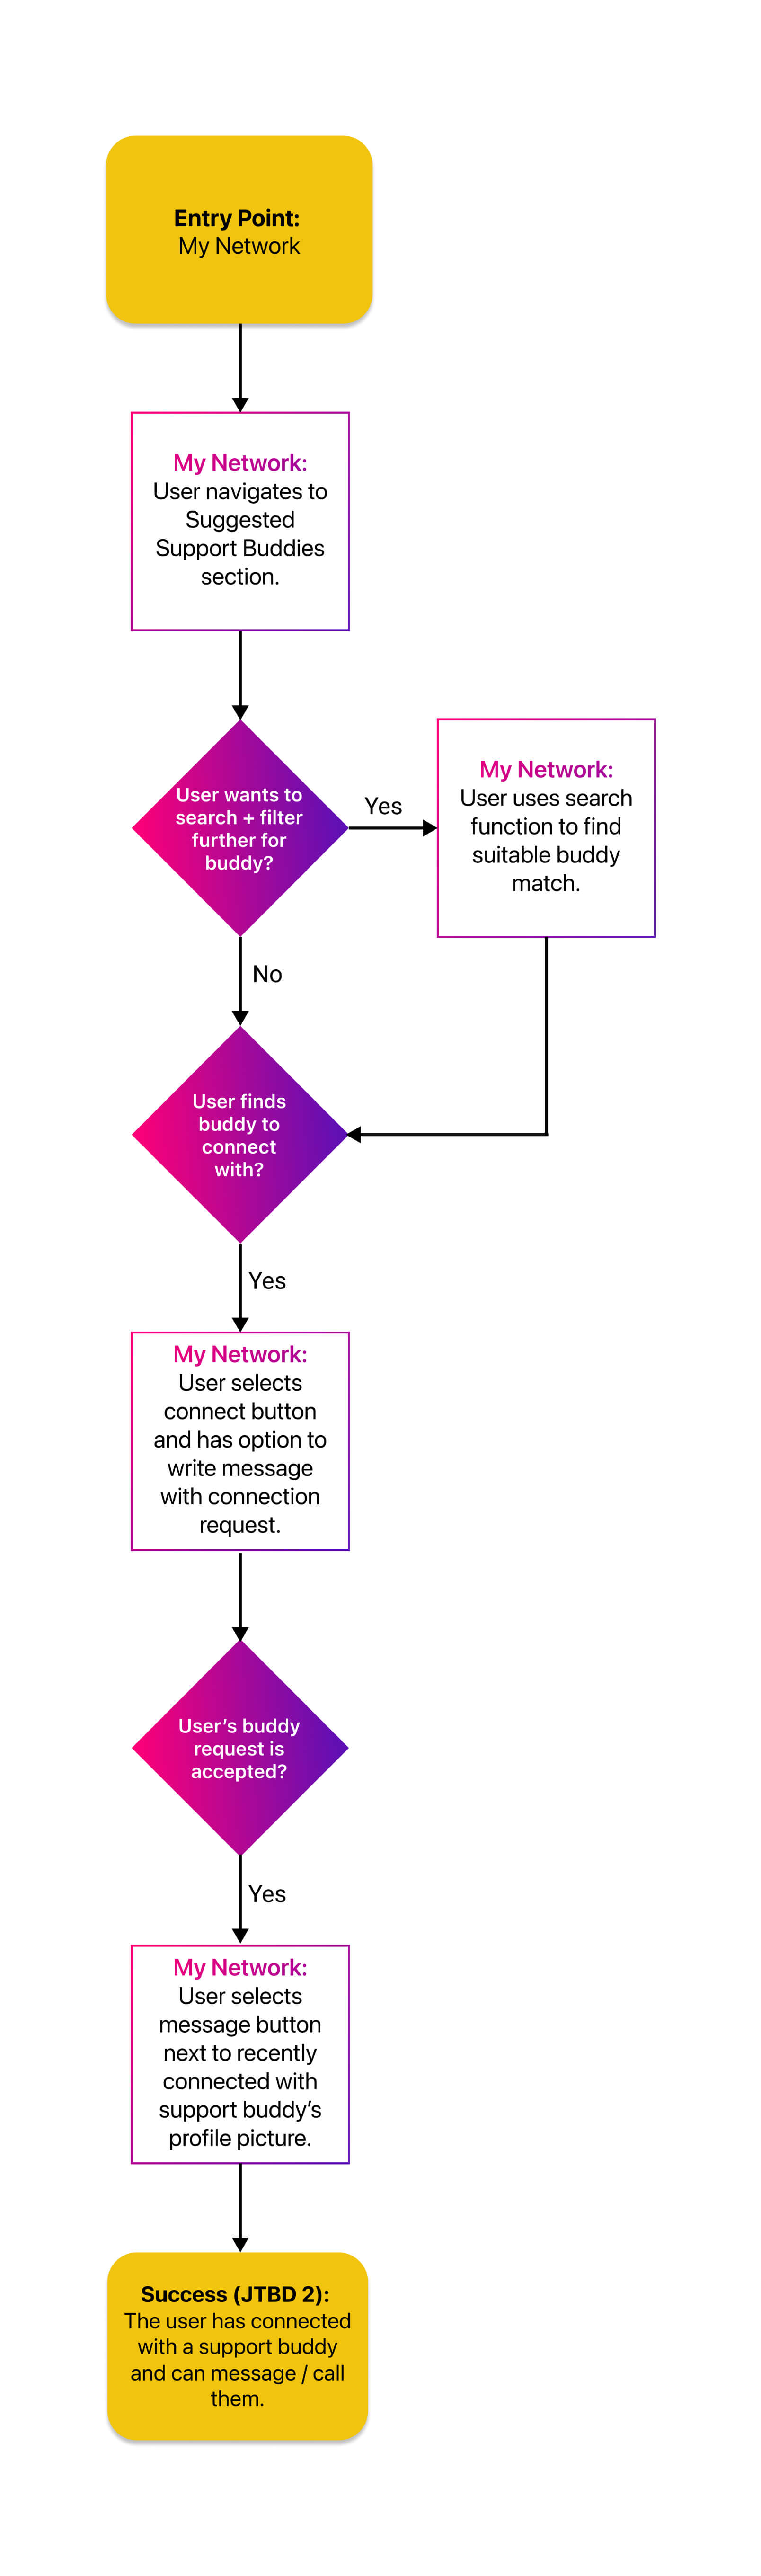 Entry Point:
My Network
My Network:
User navigates to
Suggested
Support Buddies
section.
User wants to
search + filter
further for
buddy?
Yes
My Network:
User uses search
function to find
suitable buddy
match.
No
User finds
buddy to
connect
with?
Yes
My Network:
User selects
connect button
and has option to
write message
with connection
request.
User’s buddy
request is
accepted?
Yes
My Network:
User selects
message button
next to recently
connected with
support buddy’s
profile picture.
Success (JTBD 2):
The user has connected
with a support buddy
and can message / call
them.